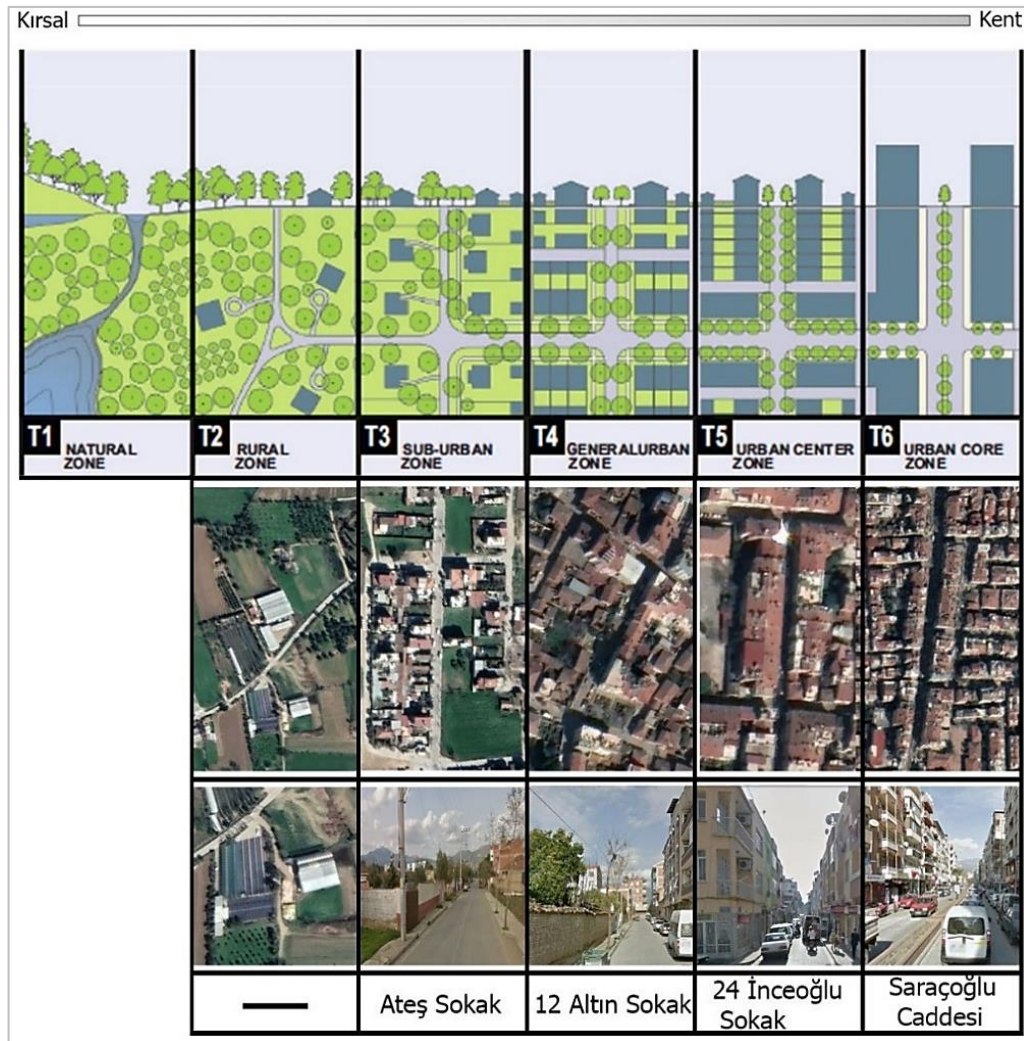 Kırsal
Kent
T1 NATURAL
ZONE
T2 RURAL
ZONE
T3 SUB-URBAN
ZONE
T4 GENERALURBAN
ZONE
T5 URBAN CENTER
ZONE
T6 URBAN CORE
ZONE
Ateş Sokak
12 Altın Sokak
24 İnceoğlu
Sokak
Saraçoğlu
Caddesi